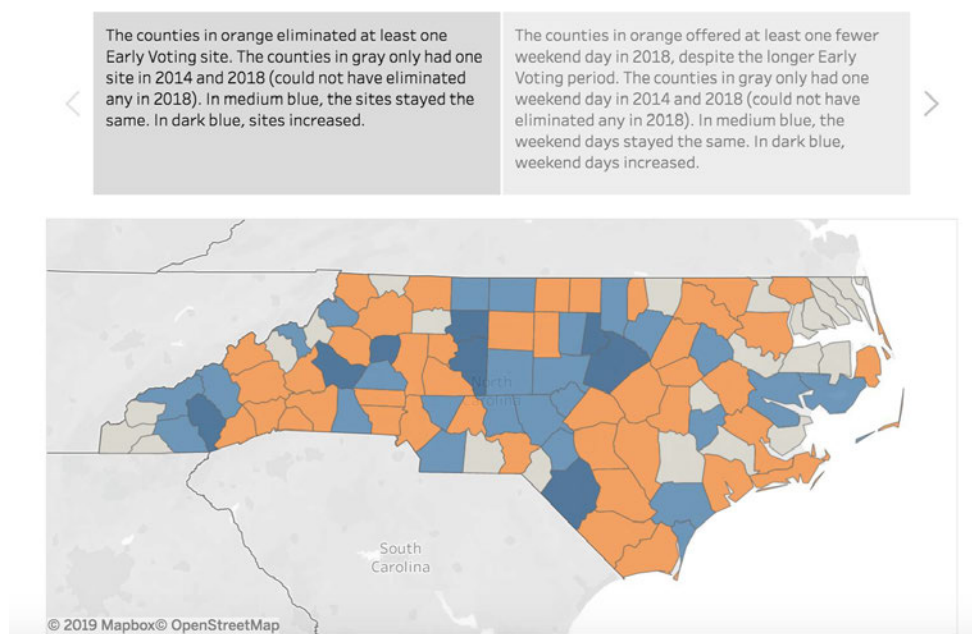 The counties in orange eliminated at least one
Early Voting site. The counties in gray only had one
site in 2014 and 2018 (could not have eliminated
any in 2018). In medium blue, the sites stayed the
same. In dark blue, sites increased.
The counties in orange offered at least one fewer
weekend day in 2018, despite the longer Early
Voting period. The counties in gray only had one
weekend day in 2014 and 2018 (could not have
eliminated any in 2018). In medium blue, the
weekend days stayed the same. In dark blue,
weekend days increased.
North
Carolina
South
Carolina
© 2019 Mapbox© OpenStreetMap